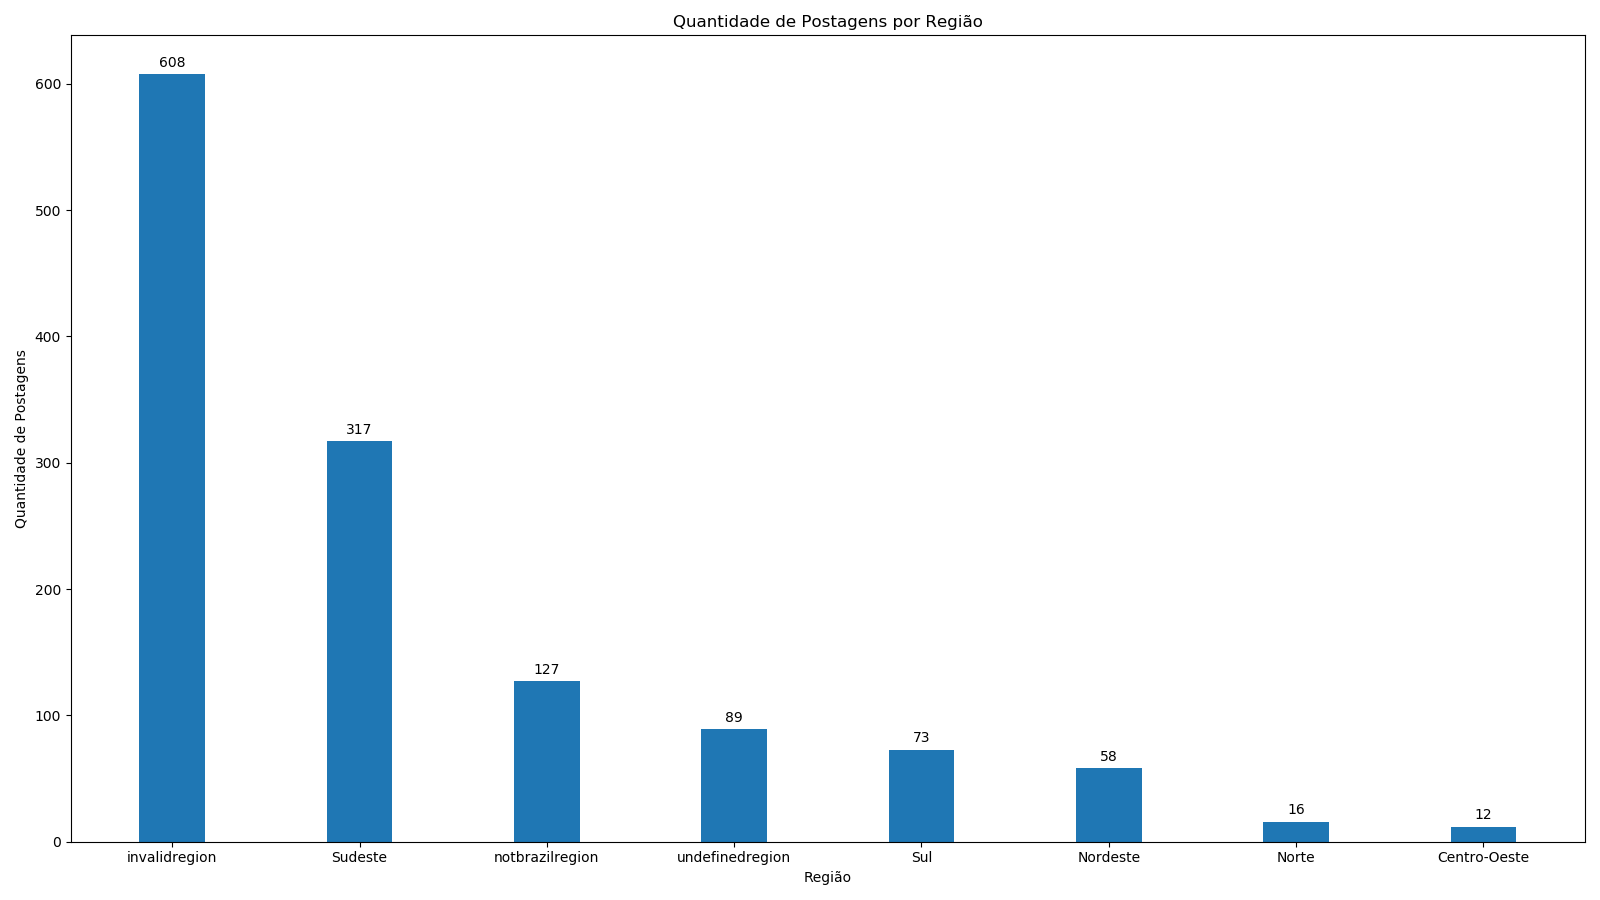 Quantidade de Postagens por Região
Quantidade de Postagens
600
500
400
300
200
100
0
608
317
127
89
73
58
16
12
invalidregion
Sudeste
notbrazilregion
undefinedregion
Sul
Nordeste
Norte
Centro-Oeste
Região